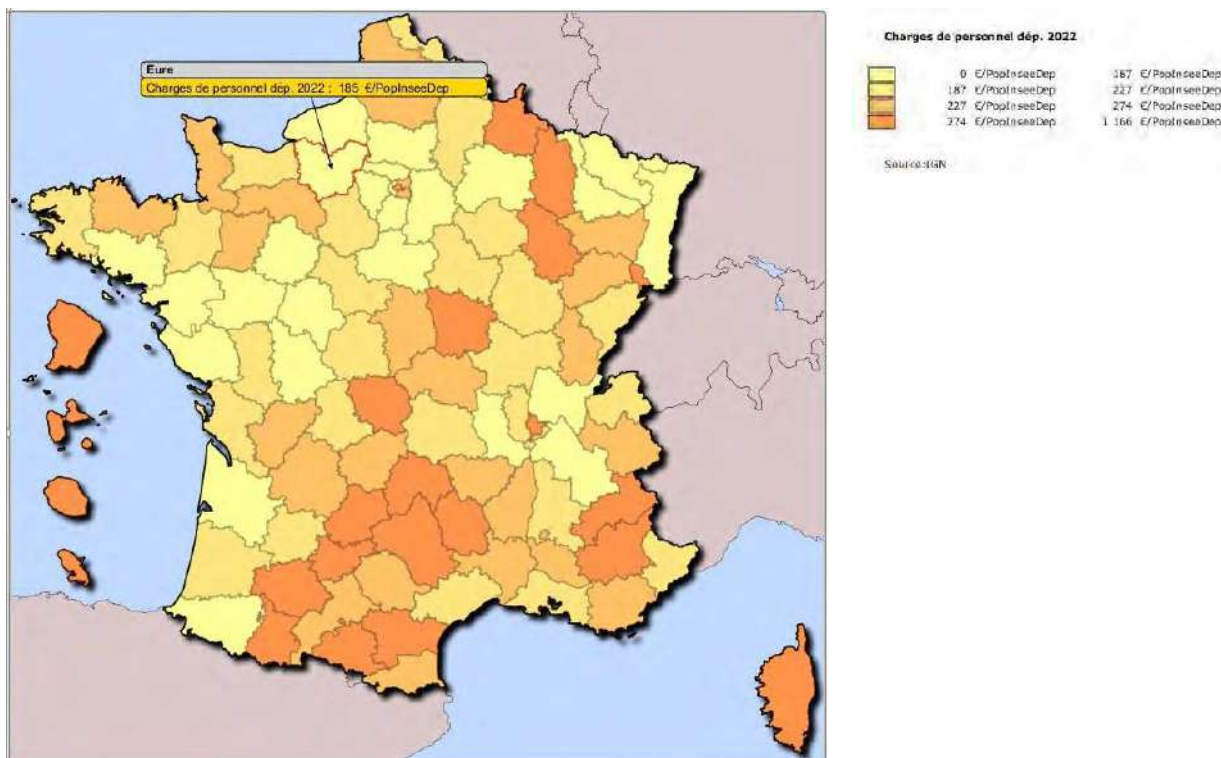 Eure
Charges de personnel dép. 2022 : 185 €/PopInseeDep
Charges de personnel dép. 2022
0 €/PopInseeDep 187 €/PopInseeDep
187 €/PopInseeDep 227 €/PopInseeDep
227 €/PopInseeDep 274 €/PopInseeDep
274 €/PopInseeDep 1 166 €/PopInseeDep
Source:IGN